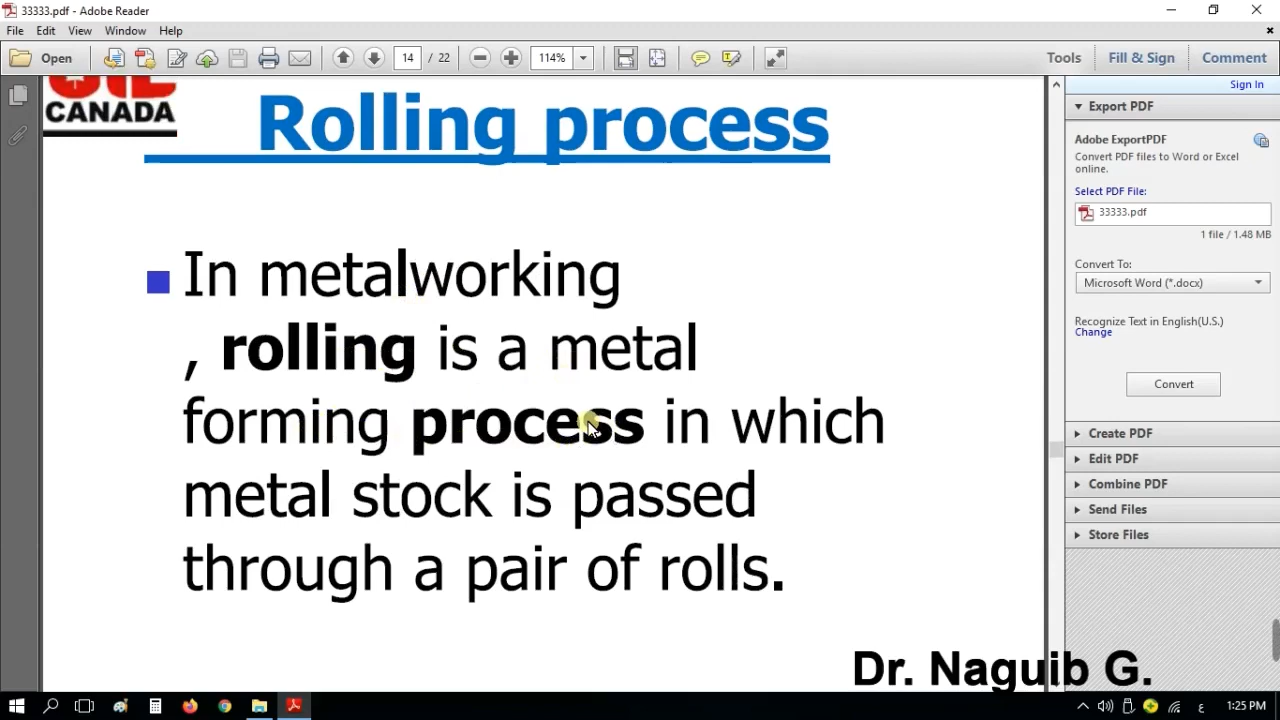 33333.pdf - Adobe Reader
File Edit View Window Help
Open 14 / 22 114% Tools Fill & Sign Comment
Sign In
CANADA
Rolling process
In metalworking
, rolling is a metal
forming process in which
metal stock is passed
through a pair of rolls.
Dr. Naguib G.
Export PDF
Adobe ExportPDF
Convert PDF files to Word or Excel
online.
Select PDF File:
33333.pdf
1 file / 1.48 MB
Convert To:
Microsoft Word (*.docx)
Recognize Text in English(U.S.)
Change
Convert
Create PDF
Edit PDF
Combine PDF
Send Files
Store Files
ع 1:25 PM